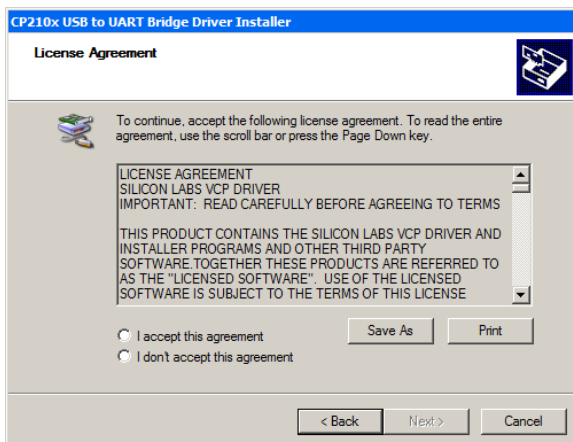 CP210x USB to UART Bridge Driver Installer
License Agreement
To continue, accept the following license agreement. To read the entire
agreement, use the scroll bar or press the Page Down key.
LICENSE AGREEMENT
SILICON LABS VCP DRIVER
IMPORTANT:  READ CAREFULLY BEFORE AGREEING TO TERMS
THIS PRODUCT CONTAINS THE SILICON LABS VCP DRIVER AND
INSTALLER PROGRAMS AND OTHER THIRD PARTY
SOFTWARE.TOGETHER THESE PRODUCTS ARE REFERRED TO
AS THE "LICENSED SOFTWARE".  USE OF THE LICENSED
SOFTWARE IS SUBJECT TO THE TERMS OF THIS LICENSE
I accept this agreement
I don't accept this agreement
Save As
Print
< Back
Next >
Cancel